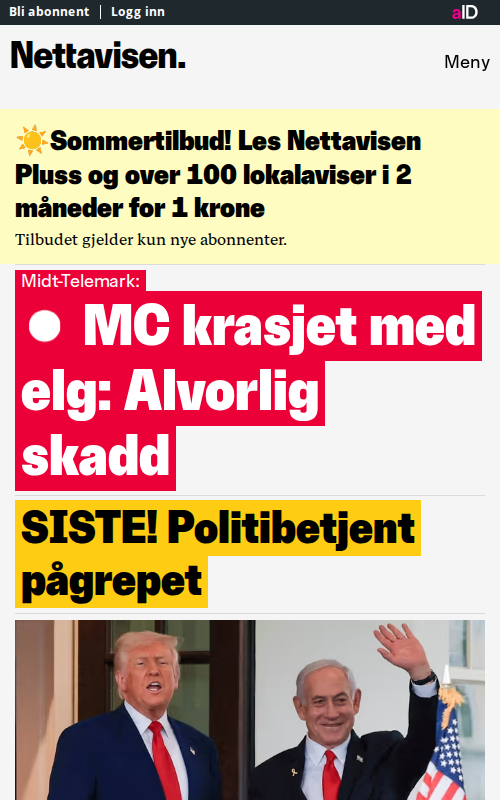 Bli abonnent | Logg inn
aID
Nettavisen.
Meny
☀️Sommertilbud! Les Nettavisen
Pluss og over 100 lokalaviser i 2
måneder for 1 krone
Tilbudet gjelder kun nye abonnenter.
Midt-Telemark:
MC krasjet med
elg: Alvorlig
skadd
SISTE! Politibetjent
pågrepet